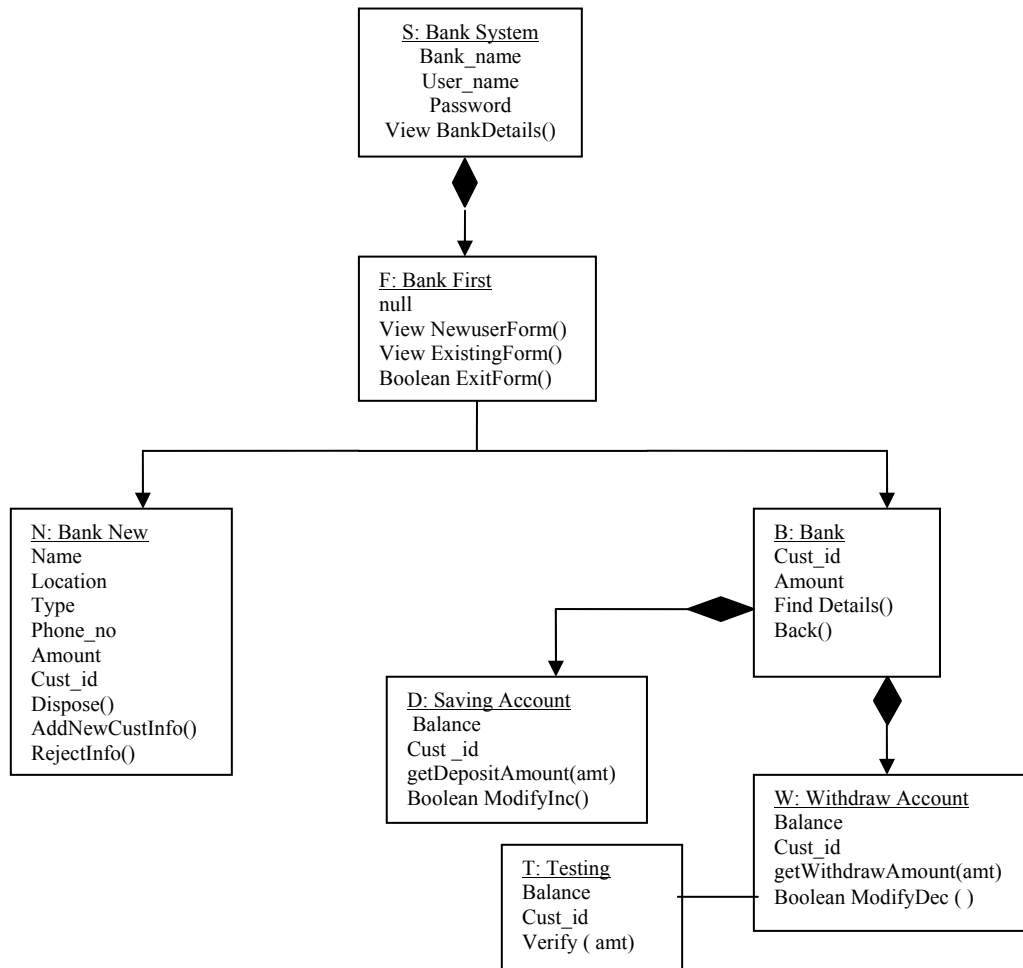 S: Bank System
Bank_name
User_name
Password
View BankDetails()
F: Bank First
null
View NewuserForm()
View ExistingForm()
Boolean ExitForm()
N: Bank New
Name
Location
Type
Phone_no
Amount
Cust_id
Dispose()
AddNewCustInfo()
RejectInfo()
B: Bank
Cust_id
Amount
Find Details()
Back()
D: Saving Account
Balance
Cust _id
getDepositAmount(amt)
Boolean ModifyInc()
W: Withdraw Account
Balance
Cust_id
getWithdrawAmount(amt)
Boolean ModifyDec ( )
T: Testing
Balance
Cust_id
Verify ( amt)